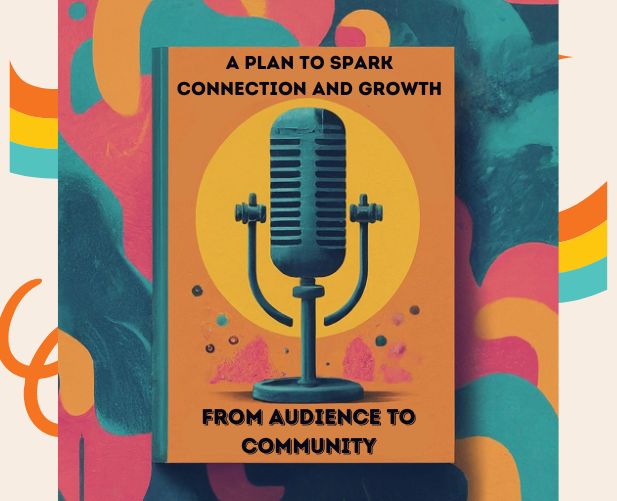 A PLAN TO SPARK
CONNECTION AND GROWTH
FROM AUDIENCE TO
COMMUNITY